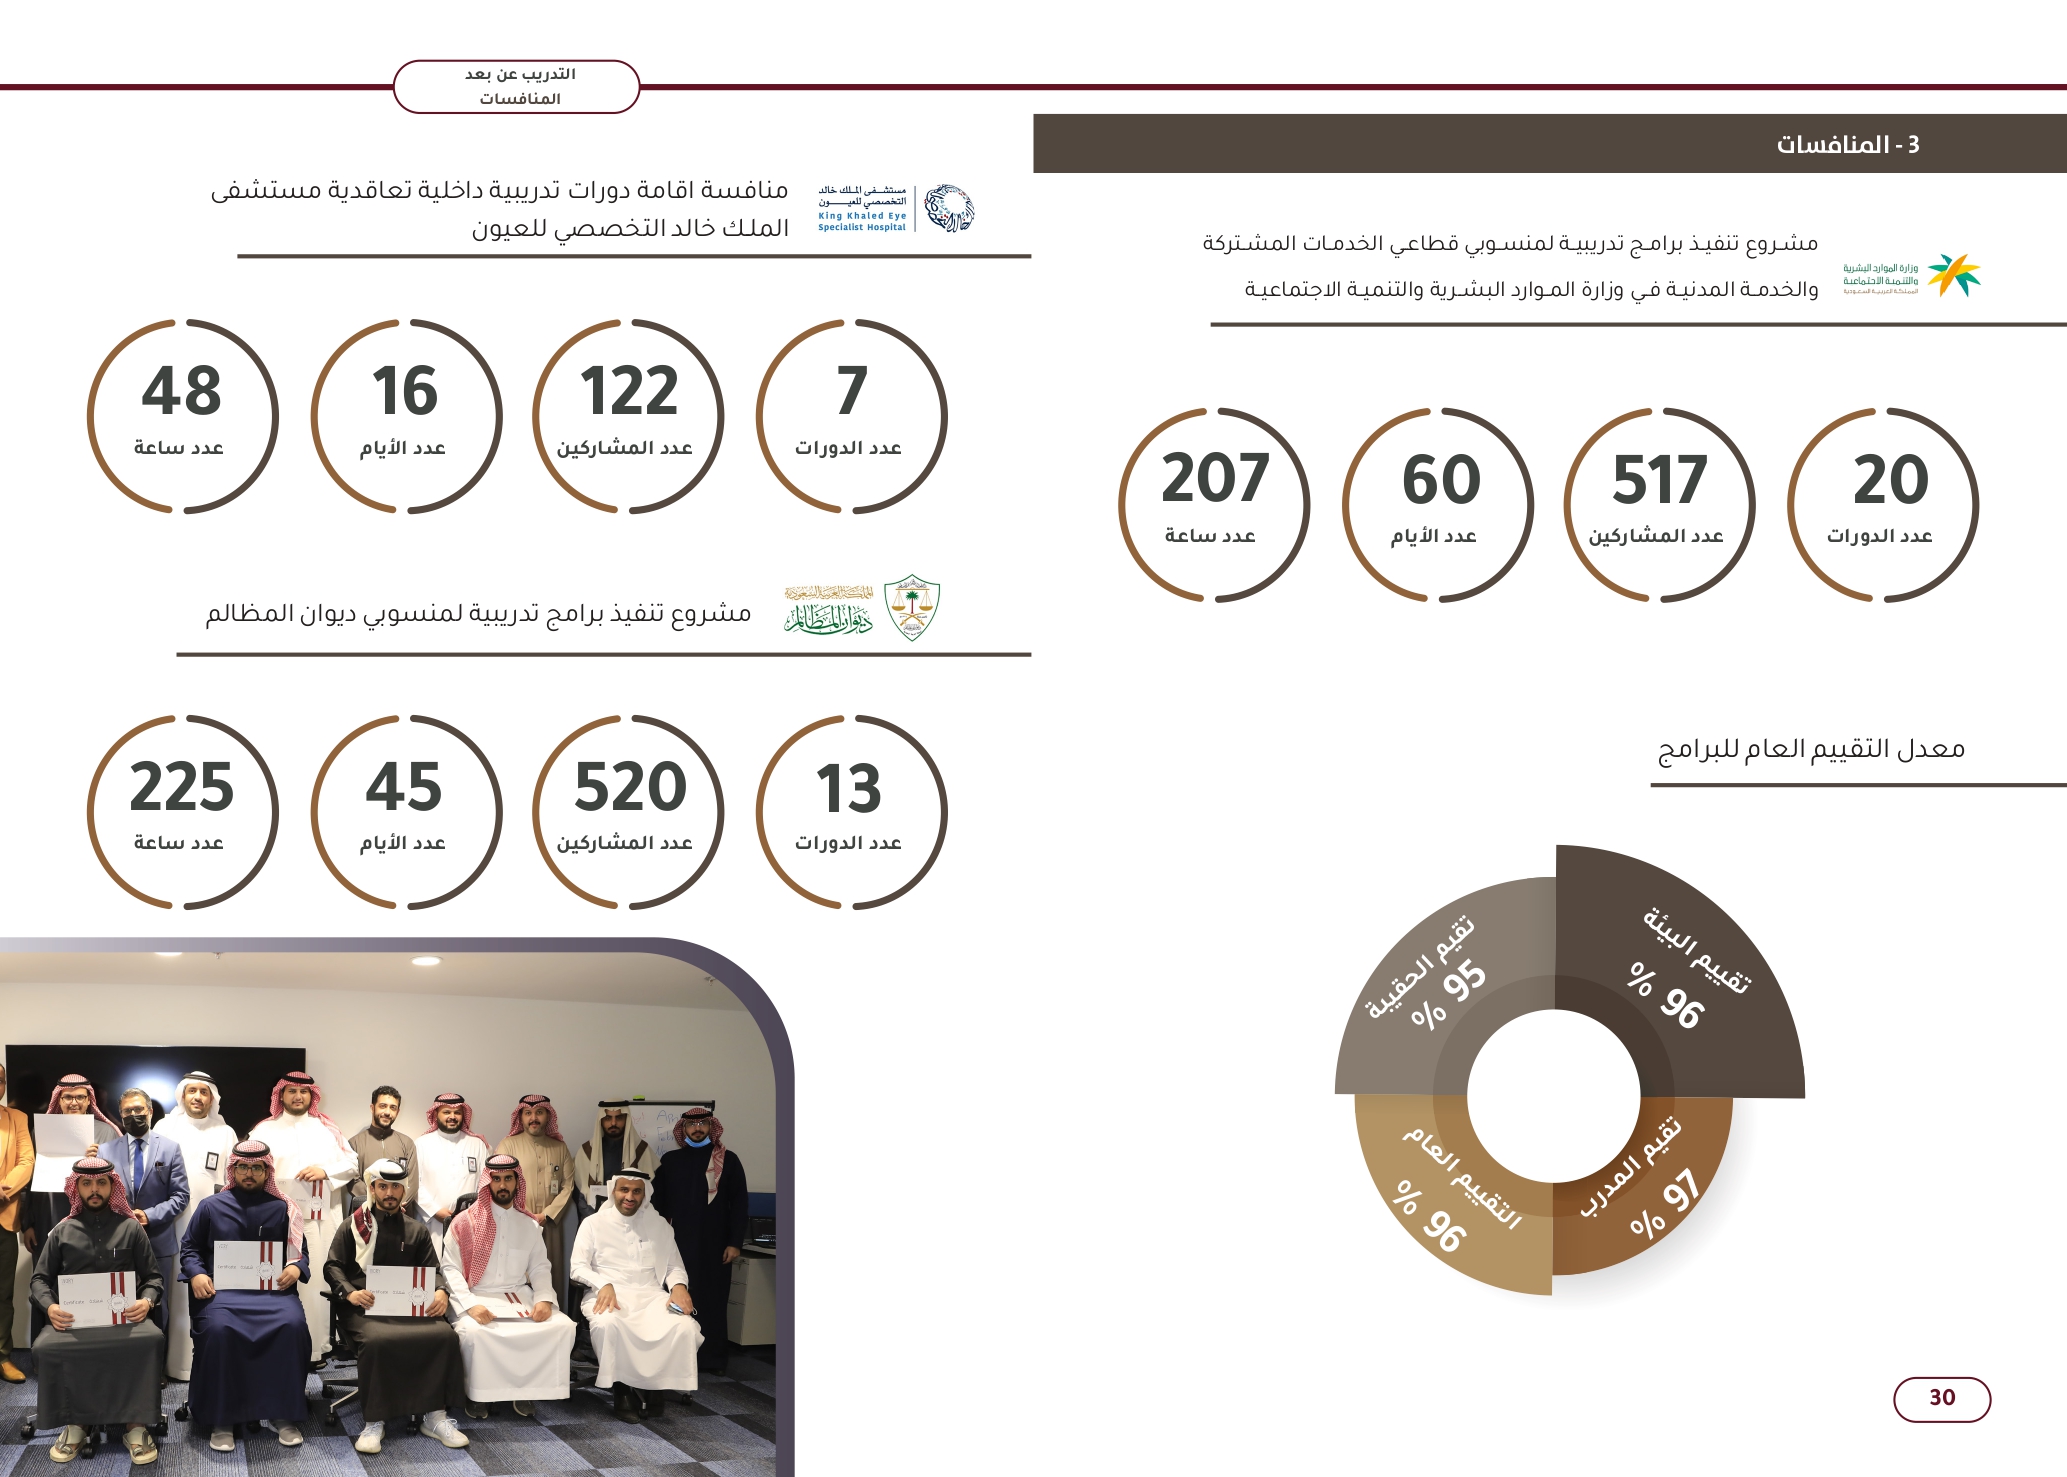 التدريب عن بعد
المنافسات
3 - المنافسات
وزارة الموارد البشرية
والتنمية الاجتماعية
المملكة العربية السعودية
مشروع تنفيذ برامج تدريبية لمنسوبي قطاعي الخدمات المشتركة
والخدمة المدنية في وزارة الموارد البشرية والتنمية الاجتماعية
20
عدد الدورات
517
عدد المشاركين
60
عدد الأيام
207
عدد ساعة
معدل التقييم العام للبرامج
تقييم البيئة
96 %
تقيم الحقيبة
95 %
تقيم المدرب
97 %
التقييم العام
96 %
30
مستشفى الملك خالد
التخصصي للعيون
King Khaled Eye
Specialist Hospital
منافسة اقامة دورات تدريبية داخلية تعاقدية مستشفى
الملك خالد التخصصي للعيون
7
عدد الدورات
122
عدد المشاركين
16
عدد الأيام
48
عدد ساعة
المملكة العربية السعودية
ديوان المظالم
مشروع تنفيذ برامج تدريبية لمنسوبي ديوان المظالم
13
عدد الدورات
520
عدد المشاركين
45
عدد الأيام
225
عدد ساعة